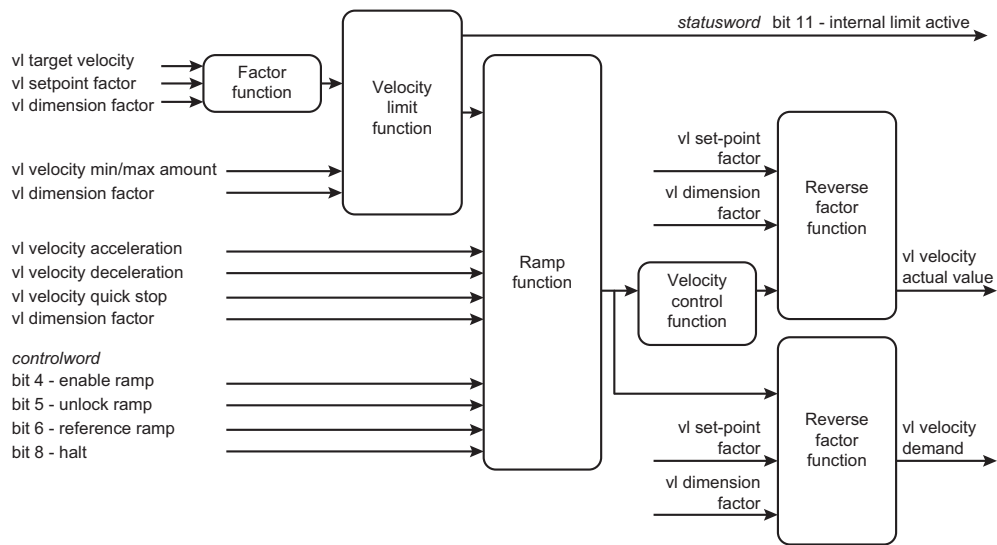 statusword bit 11 - internal limit active
vl target velocity
vl setpoint factor
vl dimension factor
Factor
function
Velocity
limit
function
vl velocity min/max amount
vl dimension factor
vl velocity acceleration
vl velocity deceleration
vl velocity quick stop
vl dimension factor
controlword
bit 4 - enable ramp
bit 5 - unlock ramp
bit 6 - reference ramp
bit 8 - halt
Ramp
function
Velocity
control
function
vl set-point
factor
vl dimension
factor
Reverse
factor
function
vl velocity
actual value
vl set-point
factor
vl dimension
factor
Reverse
factor
function
vl velocity
demand